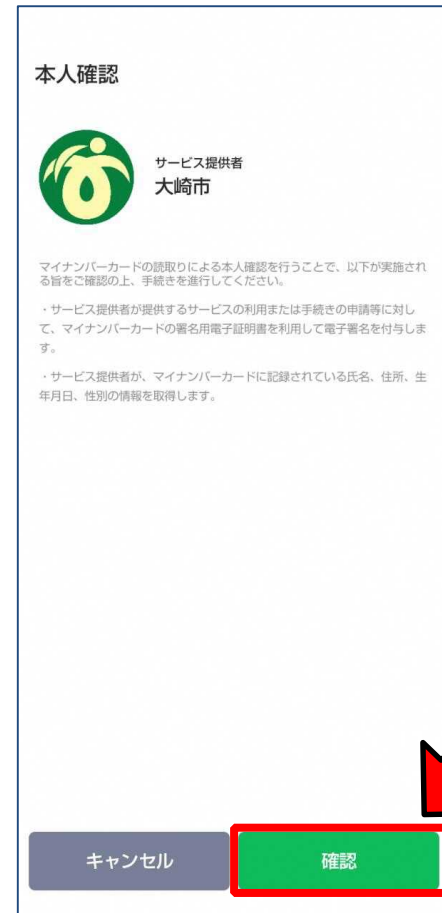 本人確認
サービス提供者
大崎市
マイナンバーカードの読取りによる本人確認を行うことで、以下が実施され
る旨をご確認の上、手続きを進行してください。
・サービス提供者が提供するサービスの利用または手続きの申請等に対し
て、マイナンバーカードの署名用電子証明書を利用して電子署名を付与しま
す。
・サービス提供者が、マイナンバーカードに記録されている氏名、住所、生
年月日、性別の情報を取得します。
キャンセル
確認